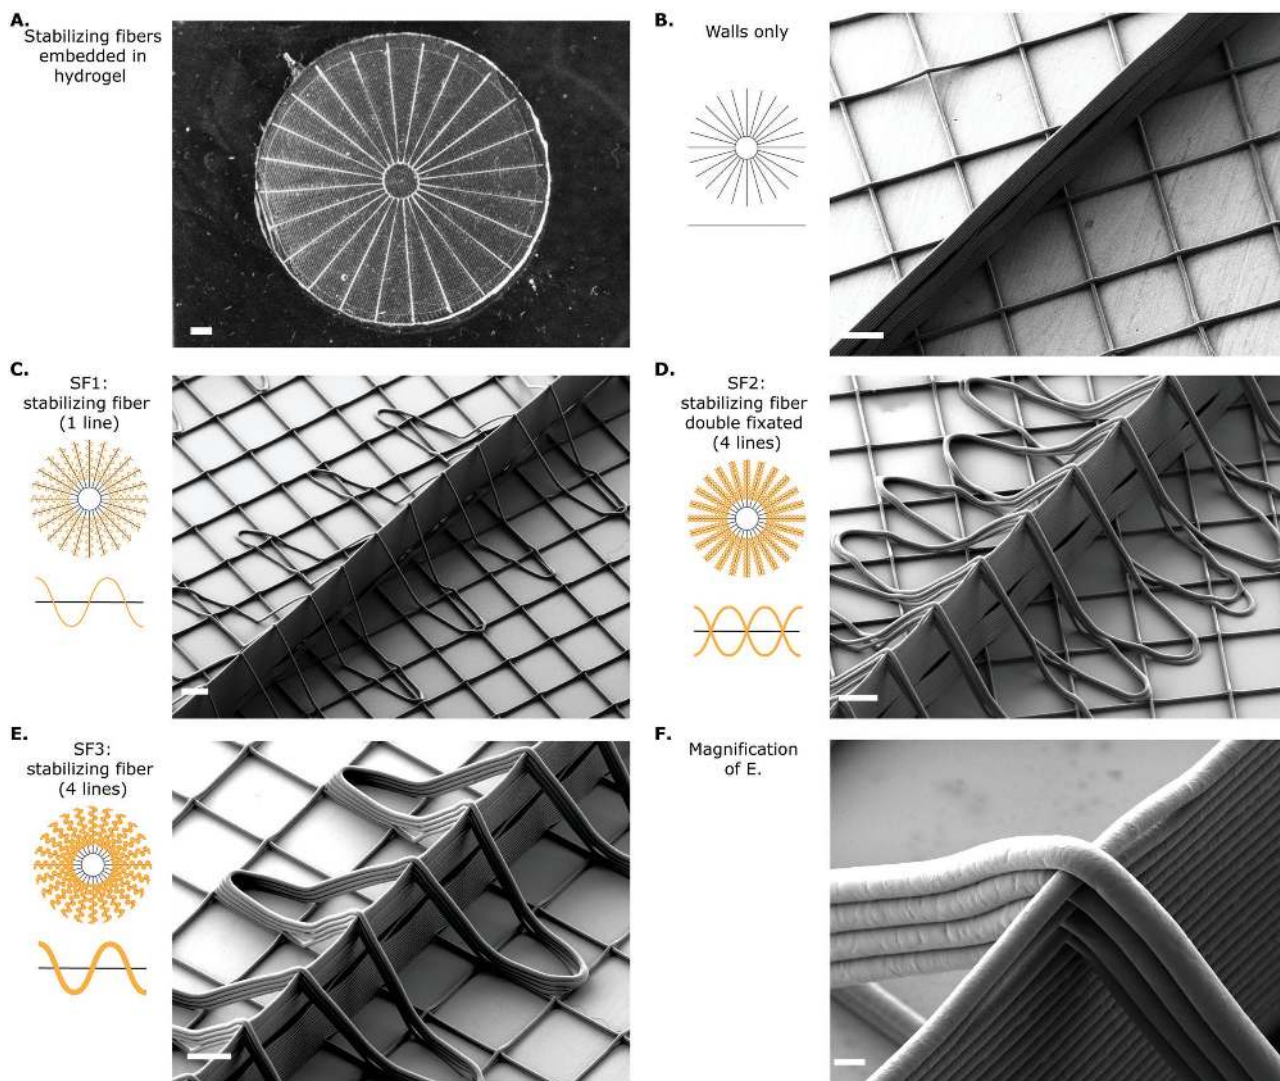 A.
Stabilizing fibers
embedded in
hydrogel
B.
Walls only
C.
SF1:
stabilizing fiber
(1 line)
D.
SF2:
stabilizing fiber
double fixated
(4 lines)
E.
SF3:
stabilizing fiber
(4 lines)
F.
Magnification
of E.